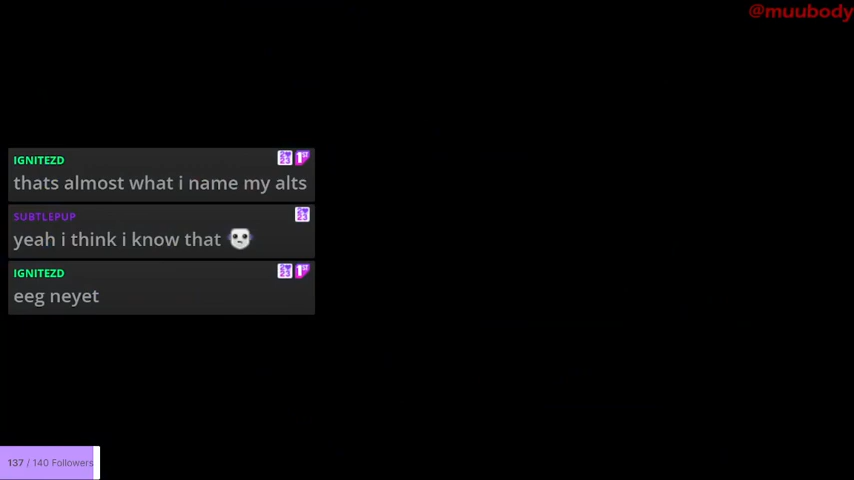 @muubody
IGNITEZD
thats almost what i name my alts
SUBTLEPUP
yeah i think i know that
IGNITEZD
eeg neyet
137 / 140 Followers